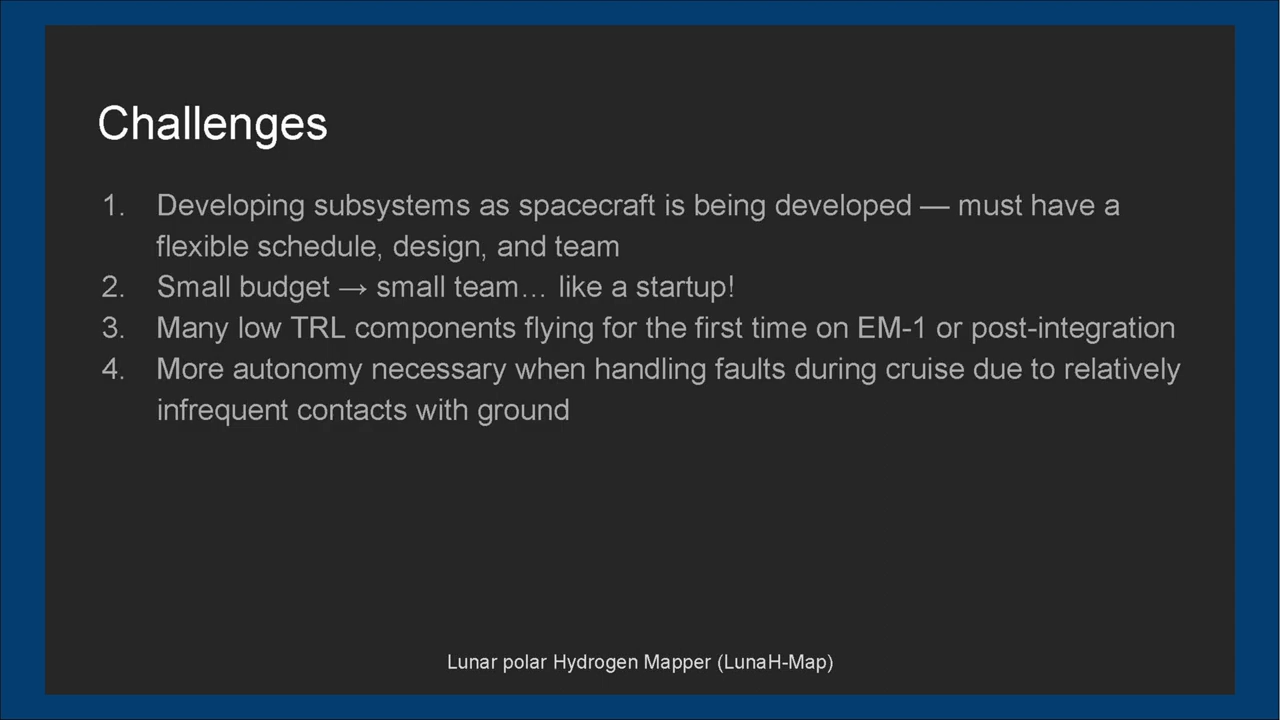 Challenges
1. Developing subsystems as spacecraft is being developed — must have a
flexible schedule, design, and team
2. Small budget → small team… like a startup!
3. Many low TRL components flying for the first time on EM-1 or post-integration
4. More autonomy necessary when handling faults during cruise due to relatively
infrequent contacts with ground
Lunar polar Hydrogen Mapper (LunaH-Map)